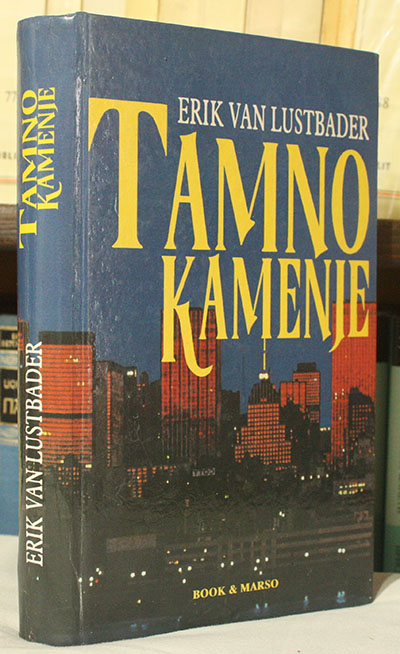 ERIK VAN LUSTBADER
TAMNO
KAMENJE
BOOK & MARSO
TAMNO
KAMENJE
ERIK VAN LUSTBADER